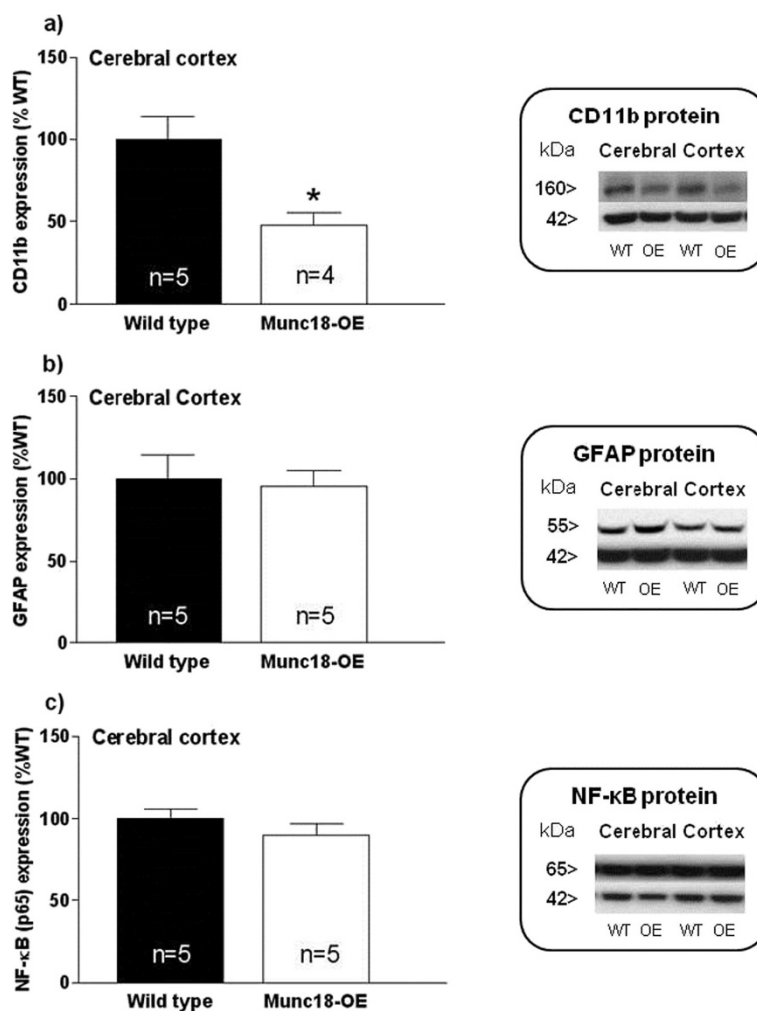 a)
150
100
50
0
CD11b expression (% WT)
Cerebral cortex
*
n=5
n=4
Wild type
Munc18-OE
CD11b protein
kDa
Cerebral Cortex
160>
42>
WT OE WT OE
b)
150
100
50
0
GFAP expression (%WT)
Cerebral Cortex
n=5
n=5
Wild type
Munc18-OE
GFAP protein
kDa
Cerebral Cortex
55>
42>
WT OE WT OE
c)
150
100
50
0
NF-κB (p65) expression (%WT)
Cerebral cortex
n=5
n=5
Wild type
Munc18-OE
NF-κB protein
kDa
Cerebral Cortex
65>
42>
WT OE WT OE